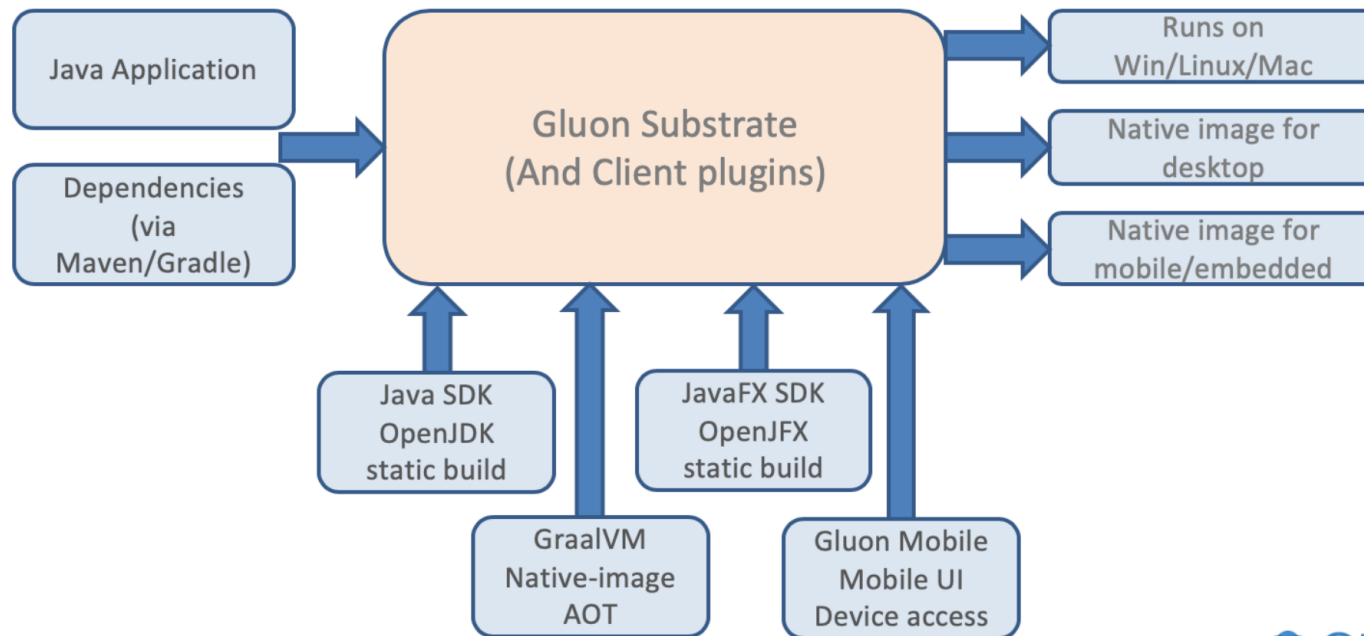 Java Application
Dependencies
(via
Maven/Gradle)
Gluon Substrate
(And Client plugins)
Runs on
Win/Linux/Mac
Native image for
desktop
Native image for
mobile/embedded
Java SDK
OpenJDK
static build
JavaFX SDK
OpenJFX
static build
GraalVM
Native-image
AOT
Gluon Mobile
Mobile UI
Device access